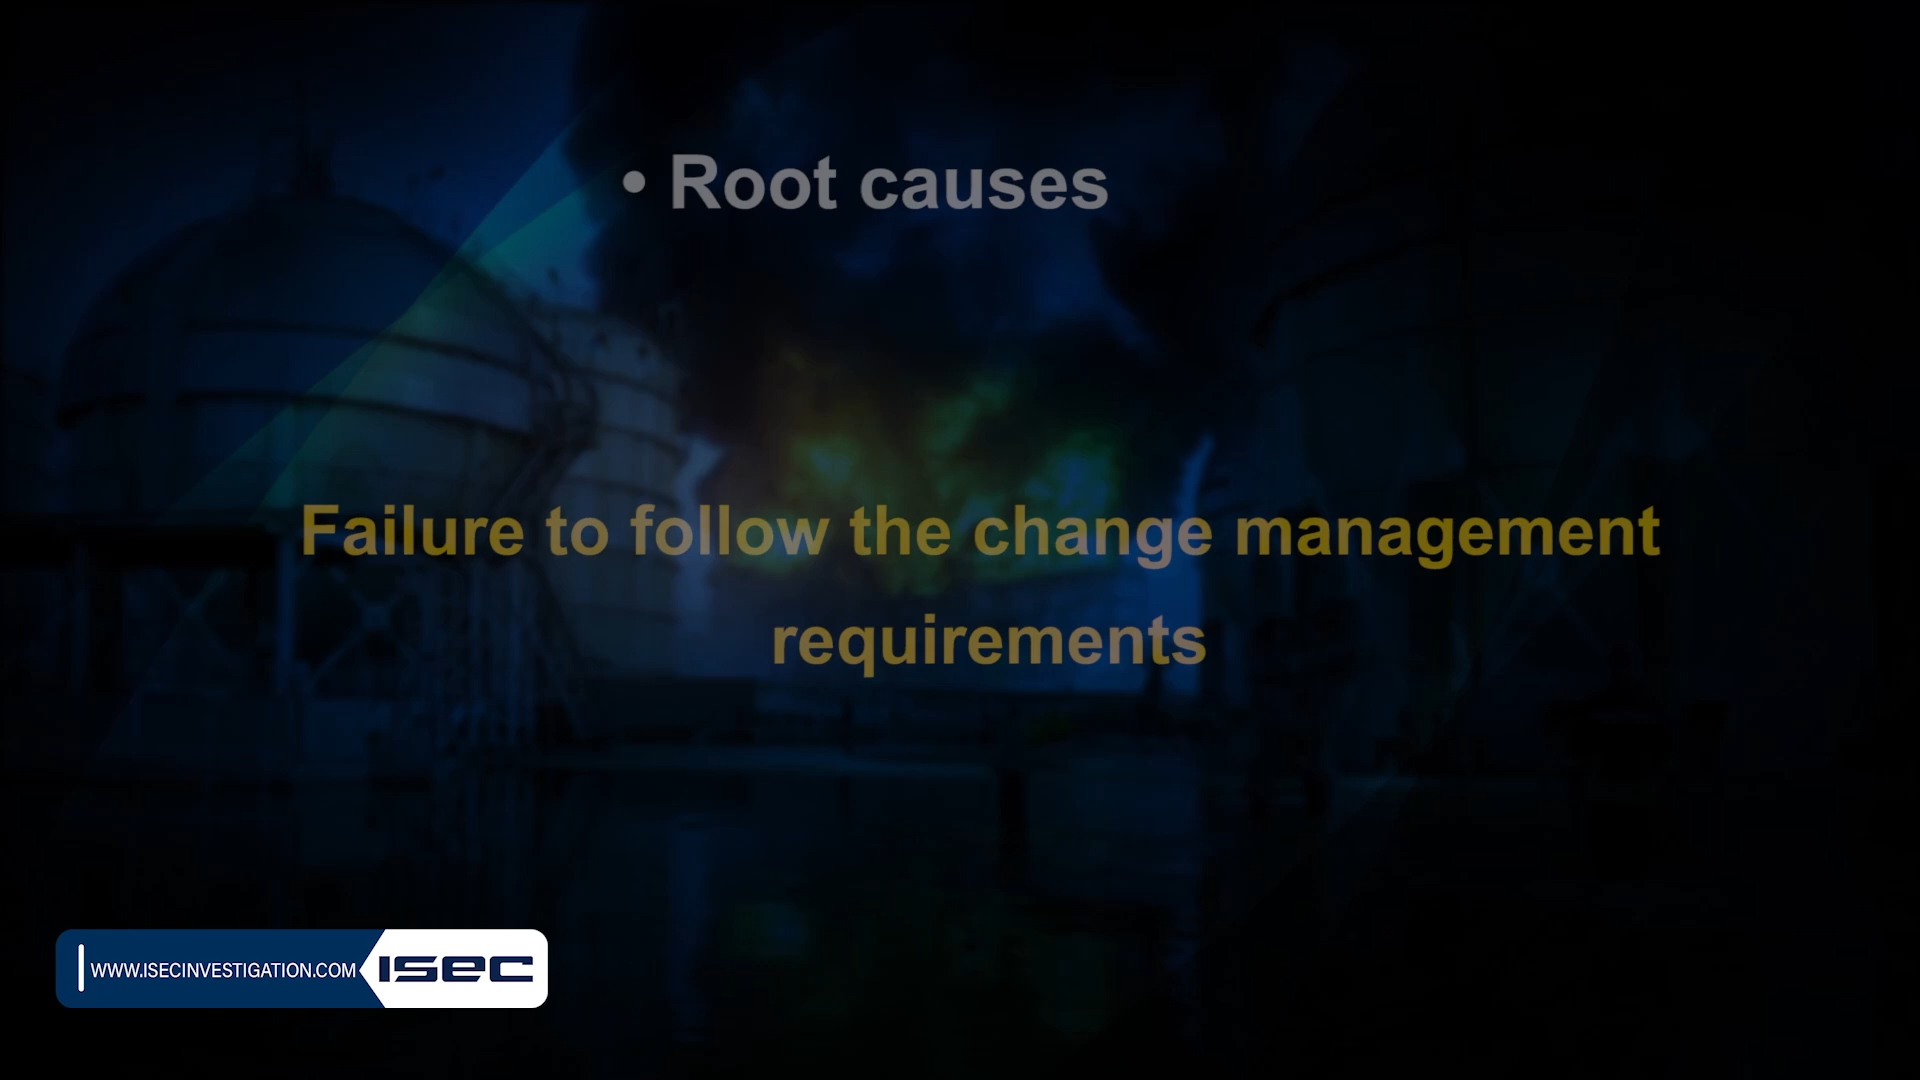 • Root causes
Failure to follow the change management
requirements
WWW.ISECINVESTIGATION.COM
ISEC